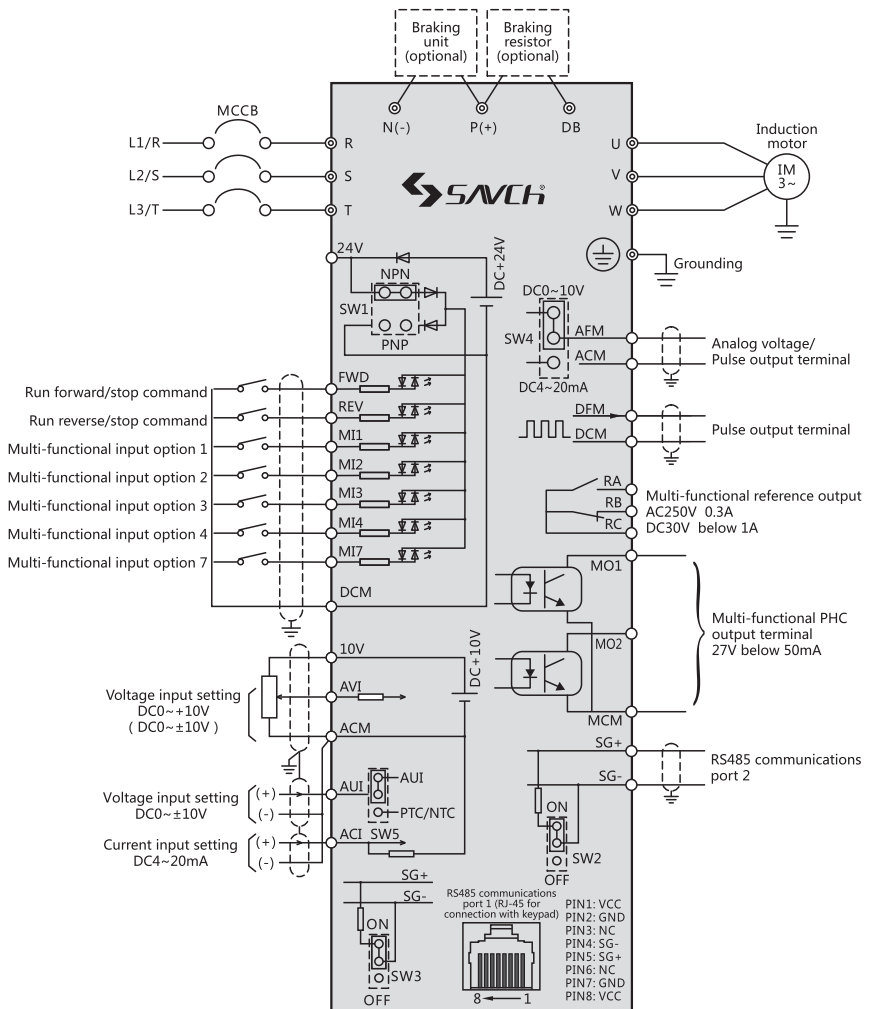 Braking
unit
(optional)
Braking
resistor
(optional)
N(-)
P(+)
DB
MCCB
L1/R
L2/S
L3/T
R
S
T
SAVCH®
U
V
W
Induction
motor
IM
3~
Grounding
24V
NPN
SW1
PNP
DC+24V
DC0~10V
SW4
AFM
ACM
DC4~20mA
Analog voltage/
Pulse output terminal
DFM
DCM
Pulse output terminal
Run forward/stop command
FWD
Run reverse/stop command
REV
Multi-functional input option 1
MI1
Multi-functional input option 2
MI2
Multi-functional input option 3
MI3
Multi-functional input option 4
MI4
Multi-functional input option 7
MI7
DCM
RA
RB
RC
Multi-functional reference output
AC250V 0.3A
DC30V below 1A
MO1
MO2
MCM
Multi-functional PHC
output terminal
27V below 50mA
10V
AVI
ACM
DC+10V
Voltage input setting
DC0~+10V
( DC0~±10V )
Voltage input setting
DC0~±10V
(+)
(-)
AUI
AUI
PTC/NTC
Current input setting
DC4~20mA
(+)
(-)
ACI
SW5
SG+
SG-
RS485 communications
port 2
ON
SW2
OFF
SG+
SG-
ON
SW3
OFF
RS485 communications
port 1 (RJ-45 for
connection with keypad)
8
1
PIN1: VCC
PIN2: GND
PIN3: NC
PIN4: SG-
PIN5: SG+
PIN6: NC
PIN7: GND
PIN8: VCC